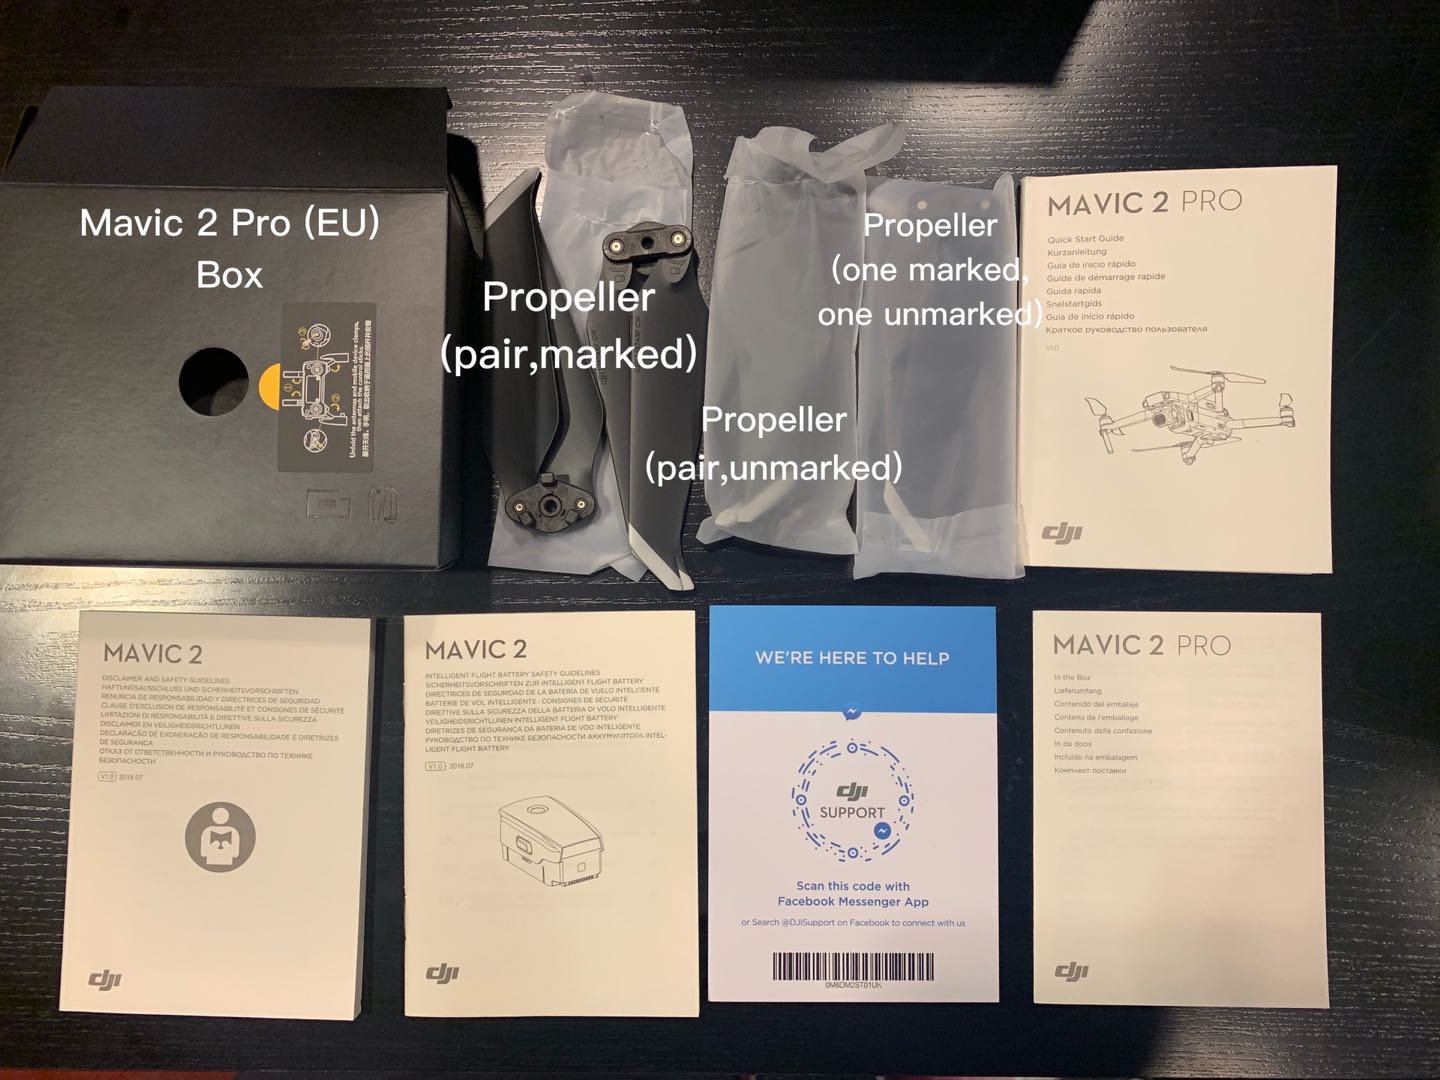 Mavic 2 Pro (EU)
Box
Unfold the antennas and mobile device clamps,
then attach the control sticks.
Propeller
(pair,marked)
Propeller
(pair,unmarked)
Propeller
(one marked,
one unmarked)
MAVIC 2 PRO
Quick Start Guide
Kurzanleitung
Guía de inicio rápido
Guide de démarrage rapide
Guida rapida
Snelstartgids
Guia de início rápido
Краткое руководство пользователя
V1.0
dji
MAVIC 2
DISCLAIMER AND SAFETY GUIDELINES
HAFTUNGSAUSSCHLUSS UND SICHERHEITSVORSCHRIFTEN
RENUNCIA DE RESPONSABILIDAD Y DIRECTRICES DE SEGURIDAD
CLAUSE D'EXCLUSION DE RESPONSABILITÉ ET CONSIGNES DE SÉCURITÉ
LIMITAZIONI DI RESPONSABILITÀ E DIRETTIVE SULLA SICUREZZA
DISCLAIMER EN VEILIGHEIDSRICHTLIJNEN
DECLARAÇÃO DE EXONERAÇÃO DE RESPONSABILIDADE E DIRETRIZES
DE SEGURANÇA
ОТКАЗ ОТ ОТВЕТСТВЕННОСТИ И РУКОВОДСТВО ПО ТЕХНИКЕ
БЕЗОПАСНОСТИ
V1.0 2018.07
dji
MAVIC 2
INTELLIGENT FLIGHT BATTERY SAFETY GUIDELINES
SICHERHEITSVORSCHRIFTEN ZUR INTELLIGENT FLIGHT BATTERY
DIRECTRICES DE SEGURIDAD DE LA BATERÍA DE VUELO INTELIGENTE
BATTERIE DE VOL INTELLIGENTE : CONSIGNES DE SÉCURITÉ
DIRETTIVE SULLA SICUREZZA DELLA BATTERIA DI VOLO INTELLIGENTE
VEILIGHEIDSRICHTLIJNEN INTELLIGENT FLIGHT BATTERY
DIRETRIZES DE SEGURANÇA DA BATERIA DE VOO INTELIGENTE
РУКОВОДСТВО ПО ТЕХНИКЕ БЕЗОПАСНОСТИ АККУМУЛЯТОРА INTEL-
LIGENT FLIGHT BATTERY
V1.0 2018.07
dji
WE'RE HERE TO HELP
dji
SUPPORT
Scan this code with
Facebook Messenger App
or Search @DJISupport on Facebook to connect with us
0M6DM2ST01UK
MAVIC 2 PRO
In the Box
Lieferumfang
Contenido del embalaje
Contenu de l'emballage
Contenuto della confezione
In de doos
Incluído na embalagem
Комплект поставки
dji